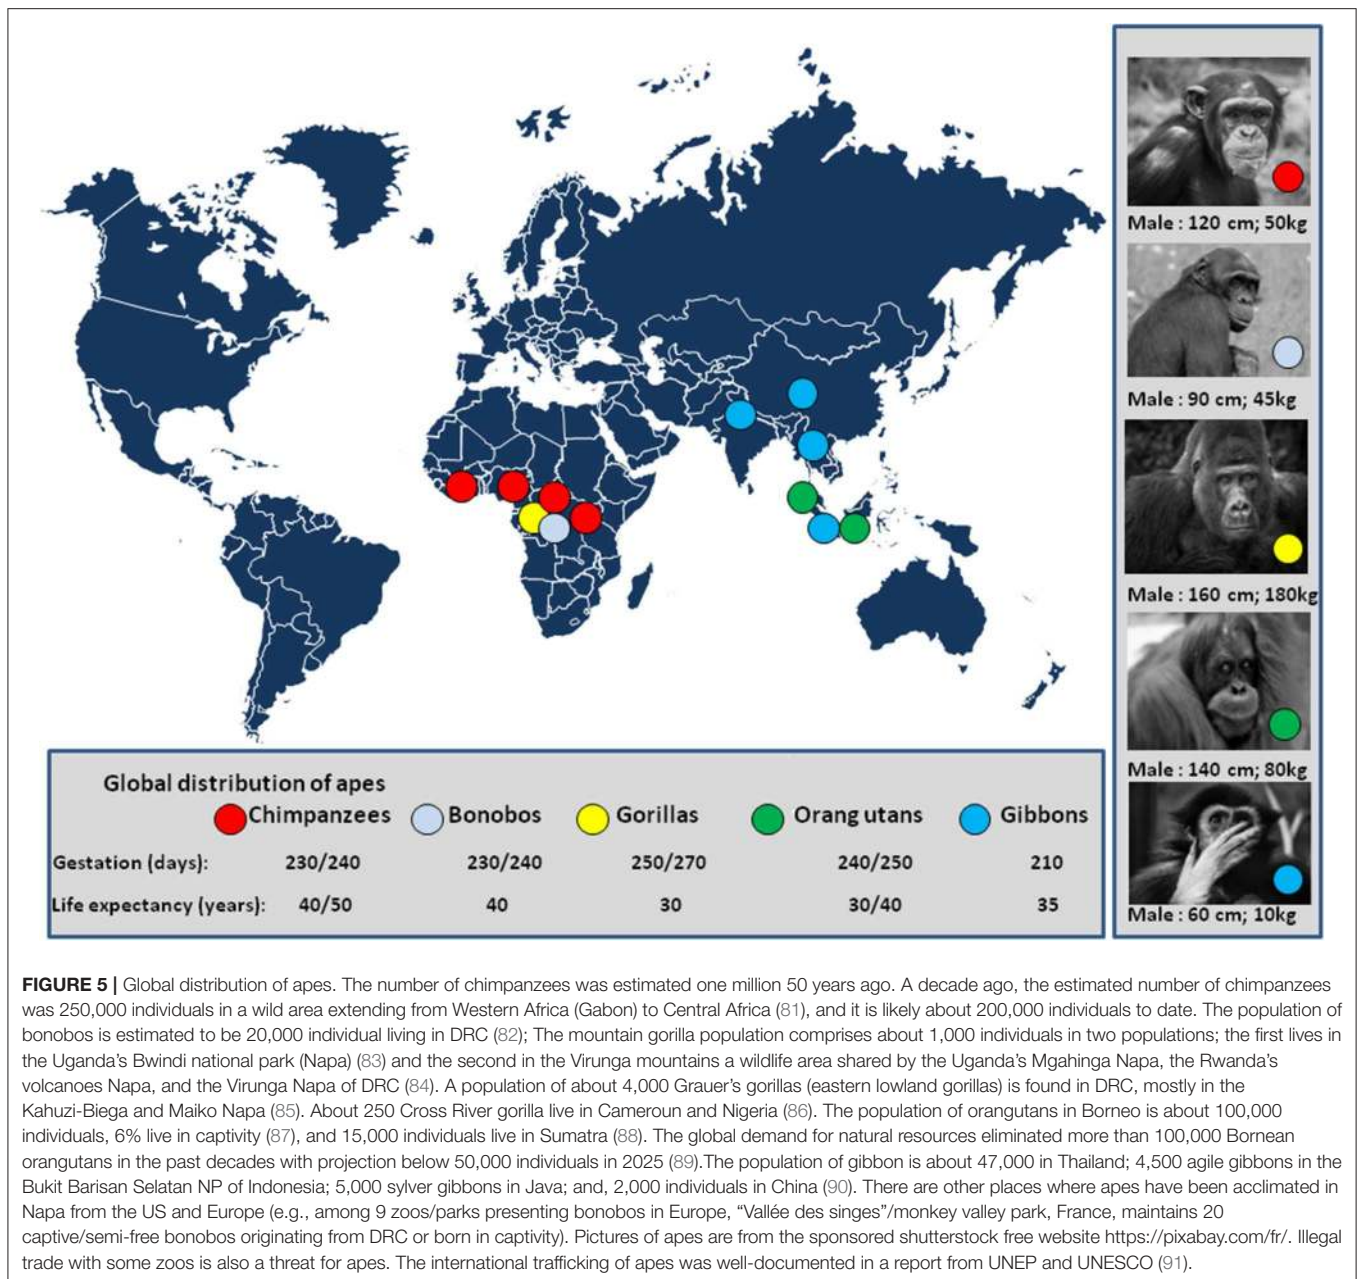 Male : 120 cm; 50kg
Male : 90 cm; 45kg
Male : 160 cm; 180kg
Male : 140 cm; 80kg
Male : 60 cm; 10kg
Global distribution of apes
Chimpanzees Bonobos Gorillas Orang utans Gibbons
Gestation (days): 230/240 230/240 250/270 240/250 210
Life expectancy (years): 40/50 40 30 30/40 35
FIGURE 5 | Global distribution of apes. The number of chimpanzees was estimated one million 50 years ago. A decade ago, the estimated number of chimpanzees
was 250,000 individuals in a wild area extending from Western Africa (Gabon) to Central Africa (81), and it is likely about 200,000 individuals to date. The population of
bonobos is estimated to be 20,000 individual living in DRC (82); The mountain gorilla population comprises about 1,000 individuals in two populations; the first lives in
the Uganda's Bwindi national park (Napa) (83) and the second in the Virunga mountains a wildlife area shared by the Uganda's Mgahinga Napa, the Rwanda's
volcanoes Napa, and the Virunga Napa of DRC (84). A population of about 4,000 Grauer's gorillas (eastern lowland gorillas) is found in DRC, mostly in the
Kahuzi-Biega and Maiko Napa (85). About 250 Cross River gorilla live in Cameroun and Nigeria (86). The population of orangutans in Borneo is about 100,000
individuals, 6% live in captivity (87), and 15,000 individuals live in Sumatra (88). The global demand for natural resources eliminated more than 100,000 Bornean
orangutans in the past decades with projection below 50,000 individuals in 2025 (89).The population of gibbon is about 47,000 in Thailand; 4,500 agile gibbons in the
Bukit Barisan Selatan NP of Indonesia; 5,000 sylver gibbons in Java; and, 2,000 individuals in China (90). There are other places where apes have been acclimated in
Napa from the US and Europe (e.g., among 9 zoos/parks presenting bonobos in Europe, “Vallée des singes”/monkey valley park, France, maintains 20
captive/semi-free bonobos originating from DRC or born in captivity). Pictures of apes are from the sponsored shutterstock free website https://pixabay.com/fr/. Illegal
trade with some zoos is also a threat for apes. The international trafficking of apes was well-documented in a report from UNEP and UNESCO (91).